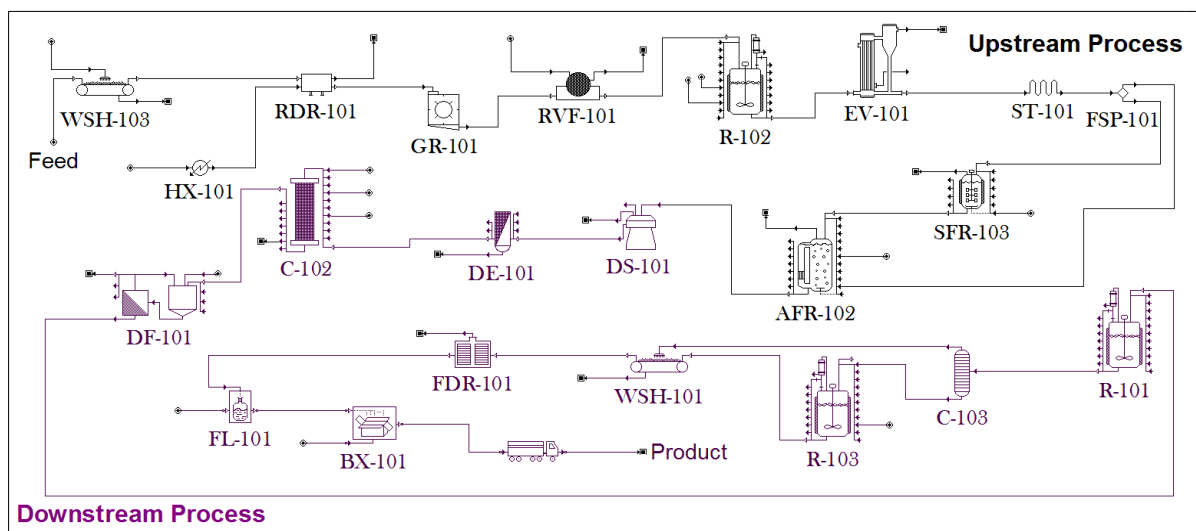 Upstream Process
WSH-103
RDR-101
GR-101
RVF-101
R-102
EV-101
ST-101
FSP-101
Feed
HX-101
C-102
DE-101
DS-101
SFR-103
AFR-102
DF-101
FDR-101
WSH-101
R-103
C-103
R-101
FL-101
BX-101
Product
Downstream Process